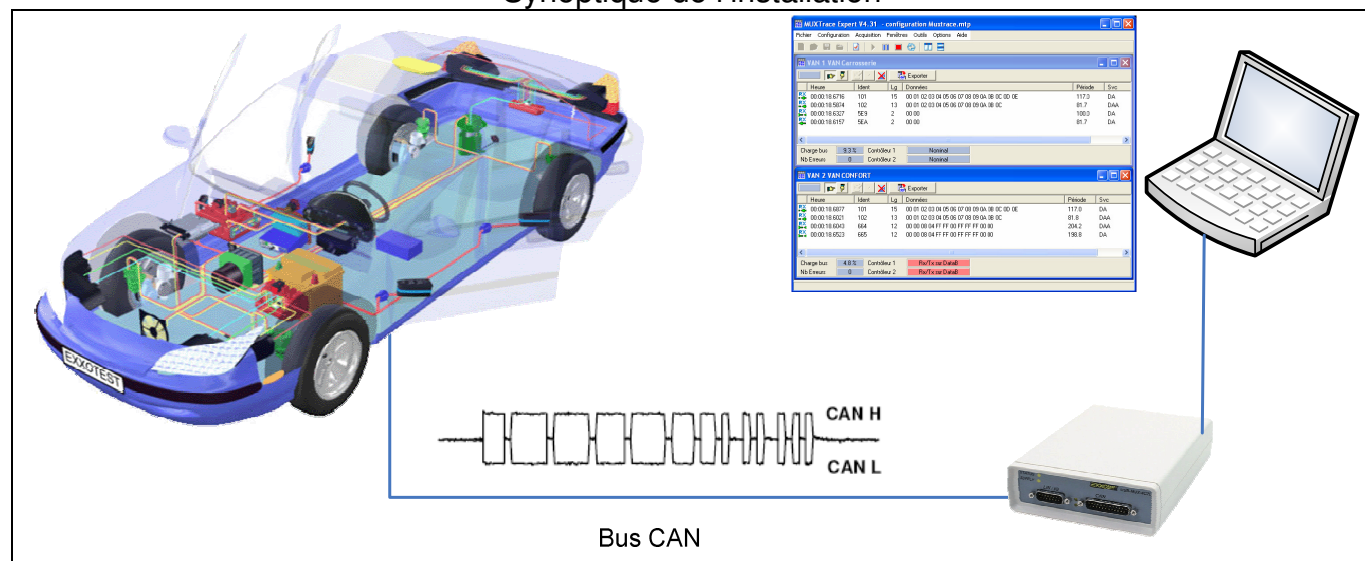 Synoptique de l'installation
MUXTrace Expert V4.31 - configuration Muxtrace.mtp
Fichier Configuration Acquisition Fenêtres Outils Options Aide
VAN 1 VAN Carrosserie
Exporter
Heure Ident Lg Données Période Svc
RX 00:00:18.6716 101 15 00 01 02 03 04 05 06 07 08 09 0A 0B 0C 0D 0E 117.0 DA
RX 00:00:18.5874 102 13 00 01 02 03 04 05 06 07 08 09 0A 0B 0C 81.7 DAA
RX 00:00:18.6327 5E9 2 00 00 100.0 DA
RX 00:00:18.6157 5EA 2 00 00 81.7 DA
Charge bus 9.3 % Contrôleur 1 Nominal
Nb Erreurs 0 Contrôleur 2 Nominal
VAN 2 VAN CONFORT
Exporter
Heure Ident Lg Données Période Svc
RX 00:00:18.6877 101 15 00 01 02 03 04 05 06 07 08 09 0A 0B 0C 0D 0E 117.0 DA
RX 00:00:18.6021 102 13 00 01 02 03 04 05 06 07 08 09 0A 0B 0C 81.8 DAA
RX 00:00:18.6043 664 12 00 00 08 04 FF FF 00 FF FF FF 00 80 204.2 DAA
RX 00:00:18.6523 665 12 00 00 08 04 FF FF 00 FF FF FF 00 80 198.8 DA
Charge bus 4.8 % Contrôleur 1 Rx/Tx sur DataB
Nb Erreurs 0 Contrôleur 2 Rx/Tx sur DataB
EXXOTEST
CAN H
CAN L
CAN
Bus CAN